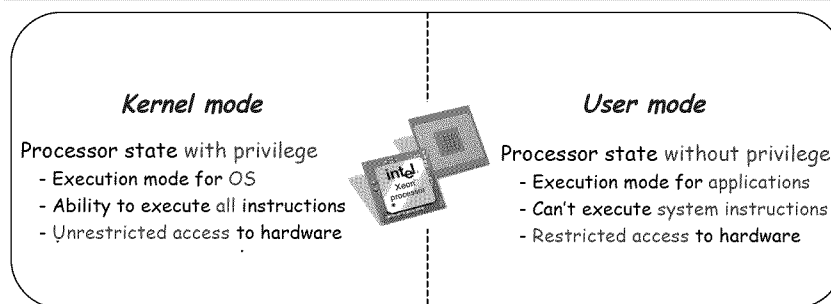 Kernel mode
Processor state with privilege
- Execution mode for OS
- Ability to execute all instructions
- Unrestricted access to hardware
intel
Xeon
processor
User mode
Processor state without privilege
- Execution mode for applications
- Can't execute system instructions
- Restricted access to hardware